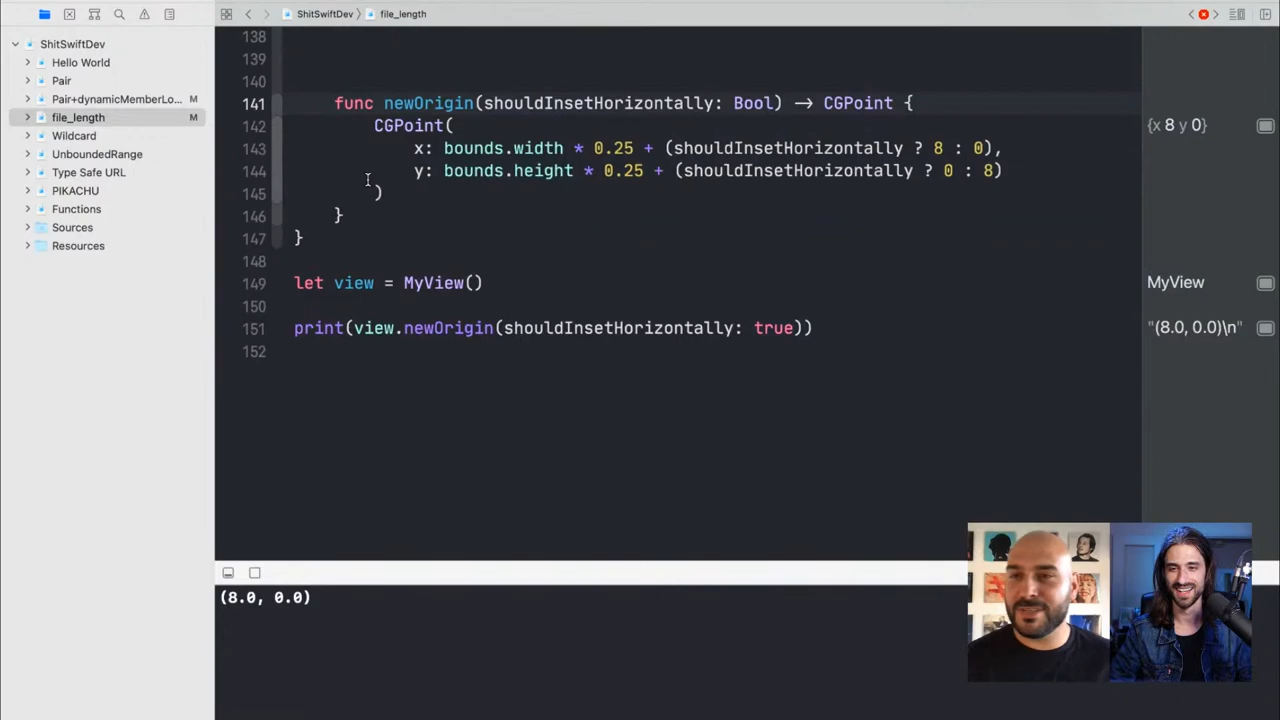 ShitSwiftDev
file_length
ShitSwiftDev
Hello World
Pair
Pair+dynamicMemberLo... M
file_length M
Wildcard
UnboundedRange
Type Safe URL
PIKACHU
Functions
Sources
Resources
138
139
140
141 func newOrigin(shouldInsetHorizontally: Bool) -> CGPoint {
142 CGPoint( {x 8 y 0}
143 x: bounds.width * 0.25 + (shouldInsetHorizontally ? 8 : 0),
144 y: bounds.height * 0.25 + (shouldInsetHorizontally ? 0 : 8)
145 )
146 }
147 }
148
149 let view = MyView() MyView
150
151 print(view.newOrigin(shouldInsetHorizontally: true)) "(8.0, 0.0)\n"
152
(8.0, 0.0)